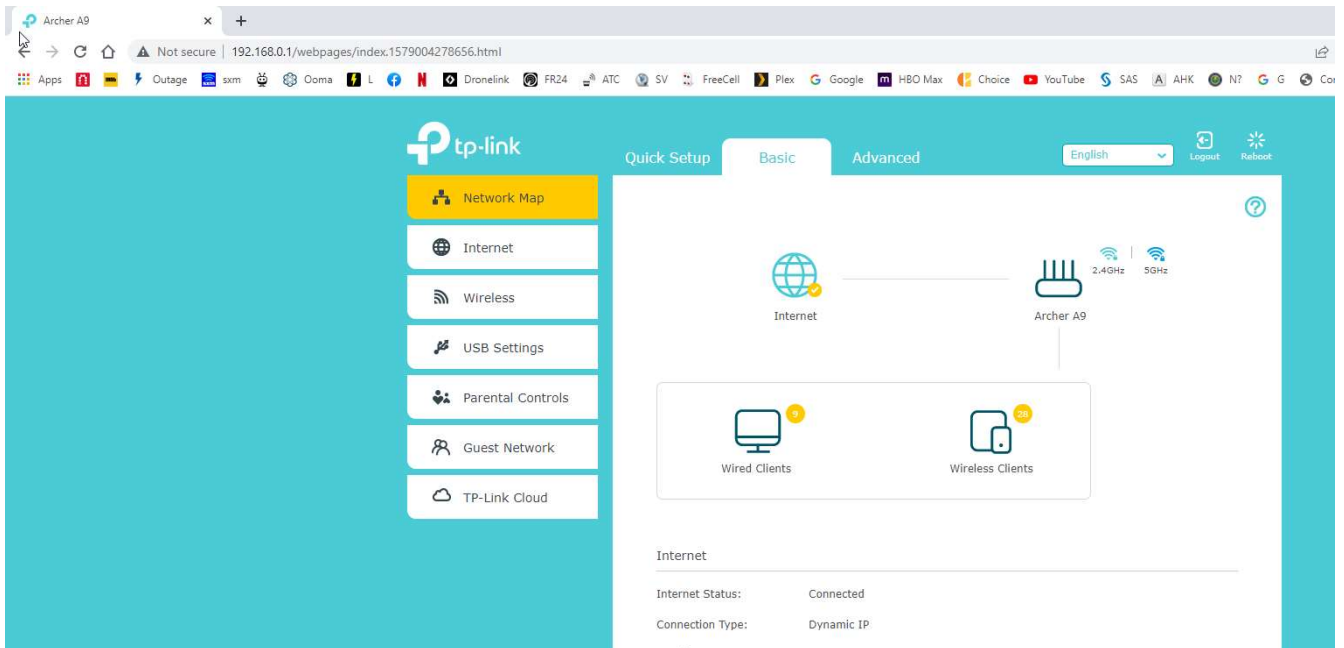 Archer A9
Not secure | 192.168.0.1/webpages/index.1579004278656.html
Apps Outage sxm Ooma L Dronelink FR24 ATC SV FreeCell Plex Google HBO Max Choice YouTube SAS AHK N? G
tp-link
Quick Setup Basic Advanced English Logout Reboot
Network Map
Internet
Wireless
USB Settings
Parental Controls
Guest Network
TP-Link Cloud
2.4GHz 5GHz
Internet Archer A9
9 28
Wired Clients Wireless Clients
Internet
Internet Status: Connected
Connection Type: Dynamic IP